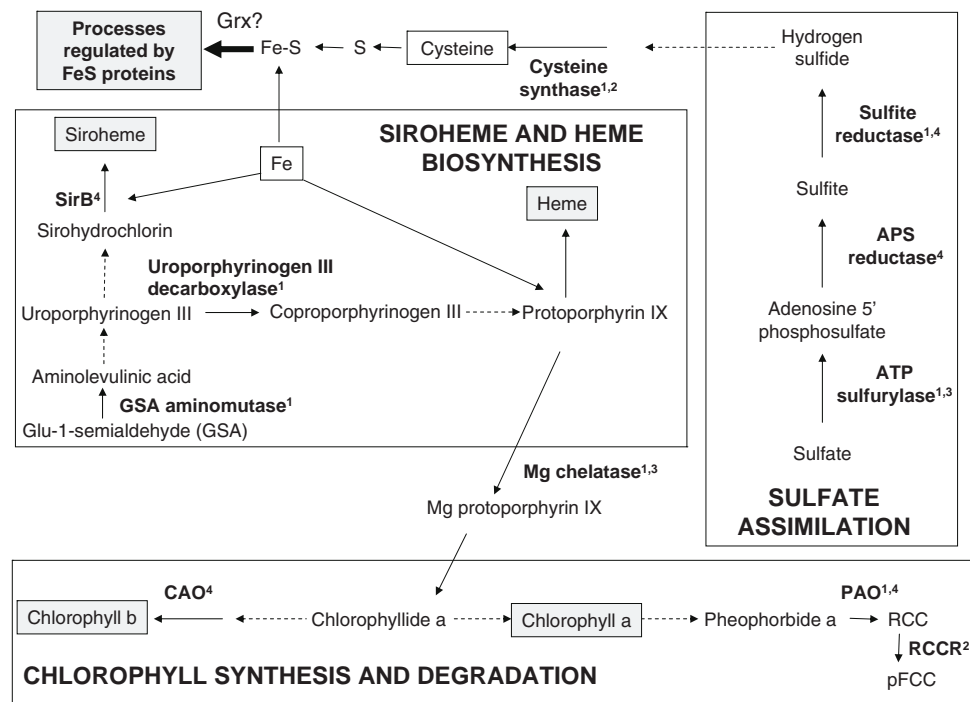 Processes
regulated by
FeS proteins
Grx?
Fe-S
S
Cysteine
Cysteine
synthase1,2
Hydrogen
sulfide
Sulfite
reductase1,4
Sulfite
APS
reductase4
Adenosine 5’
phosphosulfate
ATP
sulfurylase1,3
Sulfate
SULFATE
ASSIMILATION
SIROHEME AND HEME
BIOSYNTHESIS
Siroheme
Fe
SirB4
Heme
Sirohydrochlorin
Uroporphyrinogen III
decarboxylase1
Uroporphyrinogen III
Coproporphyrinogen III
Protoporphyrin IX
Aminolevulinic acid
GSA aminomutase1
Glu-1-semialdehyde (GSA)
Mg chelatase1,3
Mg protoporphyrin IX
CAO4
PAO1,4
Chlorophyll b
Chlorophyllide a
Chlorophyll a
Pheophorbide a
RCC
RCCR2
pFCC
CHLOROPHYLL SYNTHESIS AND DEGRADATION